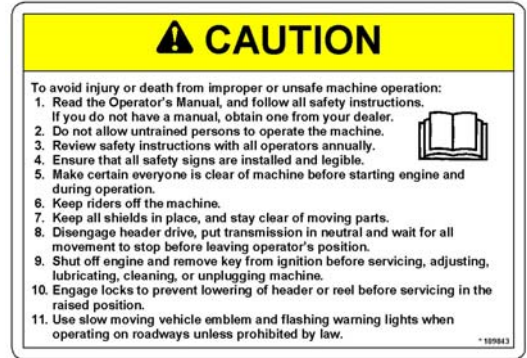 CAUTION
To avoid injury or death from improper or unsafe machine operation:
1. Read the Operator's Manual, and follow all safety instructions.
If you do not have a manual, obtain one from your dealer.
2. Do not allow untrained persons to operate the machine.
3. Review safety instructions with all operators annually.
4. Ensure that all safety signs are installed and legible.
5. Make certain everyone is clear of machine before starting engine and
during operation.
6. Keep riders off the machine.
7. Keep all shields in place, and stay clear of moving parts.
8. Disengage header drive, put transmission in neutral and wait for all
movement to stop before leaving operator's position.
9. Shut off engine and remove key from ignition before servicing, adjusting,
lubricating, cleaning, or unplugging machine.
10. Engage locks to prevent lowering of header or reel before servicing in the
raised position.
11. Use slow moving vehicle emblem and flashing warning lights when
operating on roadways unless prohibited by law.
* 109843